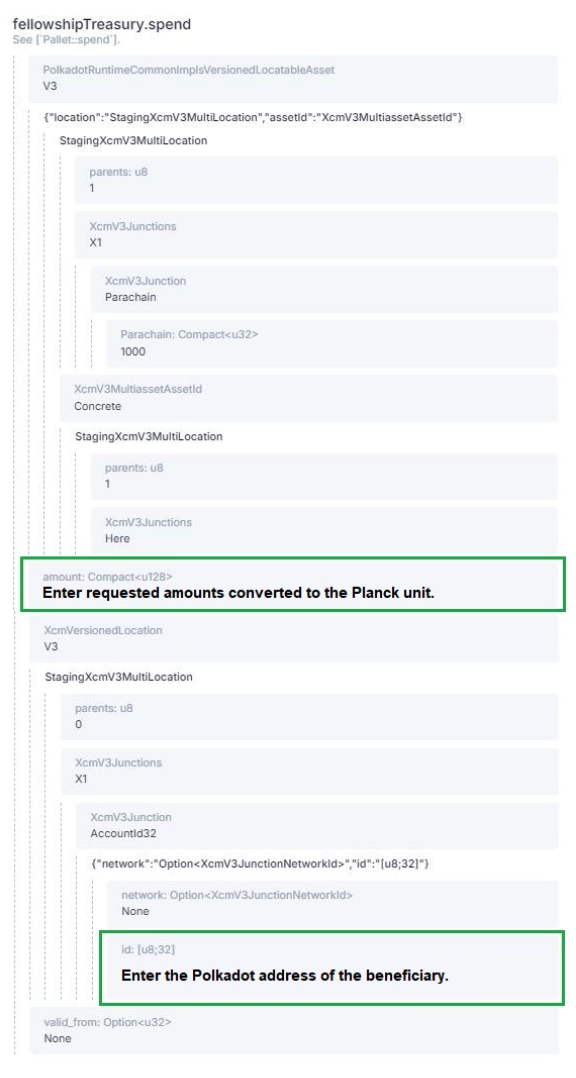 fellowshipTreasury.spend
See [`Pallet::spend`].
PolkadotRuntimeCommonImplsVersionedLocatableAsset
V3
{"location":"StagingXcmV3MultiLocation","assetId":"XcmV3MultiassetAssetId"}
StagingXcmV3MultiLocation
parents: u8
1
XcmV3Junctions
X1
XcmV3Junction
Parachain
Parachain: Compact<u32>
1000
XcmV3MultiassetAssetId
Concrete
StagingXcmV3MultiLocation
parents: u8
1
XcmV3Junctions
Here
amount: Compact<u128>
Enter requested amounts converted to the Planck unit.
XcmVersionedLocation
V3
StagingXcmV3MultiLocation
parents: u8
0
XcmV3Junctions
X1
XcmV3Junction
AccountId32
{"network":"Option<XcmV3JunctionNetworkId>","id":"[u8;32]"}
network: Option<XcmV3JunctionNetworkId>
None
id: [u8;32]
Enter the Polkadot address of the beneficiary.
valid_from: Option<u32>
None